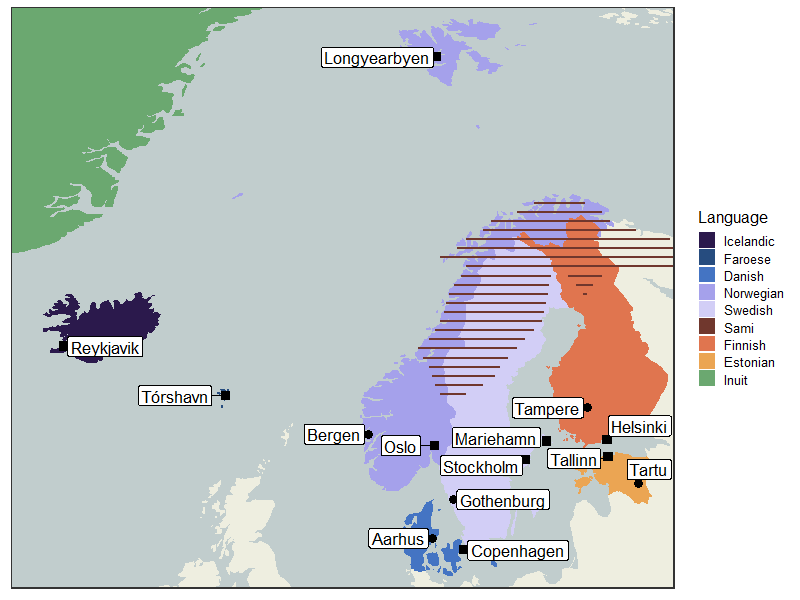 Longyearbyen
Language
Icelandic
Faroese
Danish
Norwegian
Swedish
Sami
Finnish
Estonian
Inuit
Reykjavik
Tórshavn
Tampere
Helsinki
Bergen
Oslo
Mariehamn
Stockholm
Tallinn
Tartu
Gothenburg
Aarhus
Copenhagen